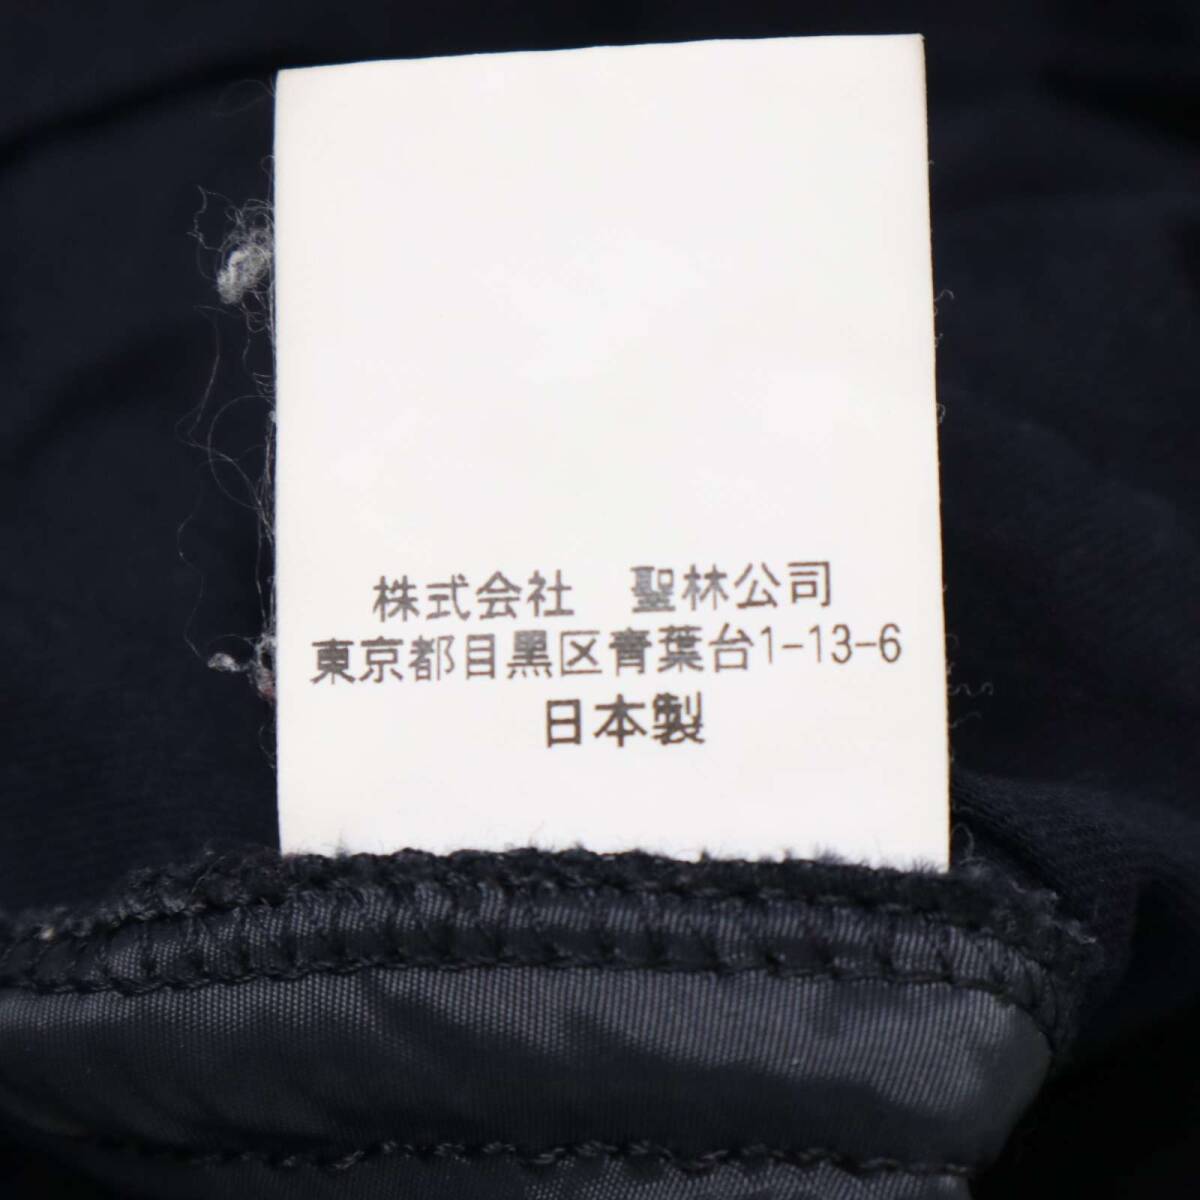 株式会社　聖林公司
東京都目黒区青葉台1-13-6
日本製